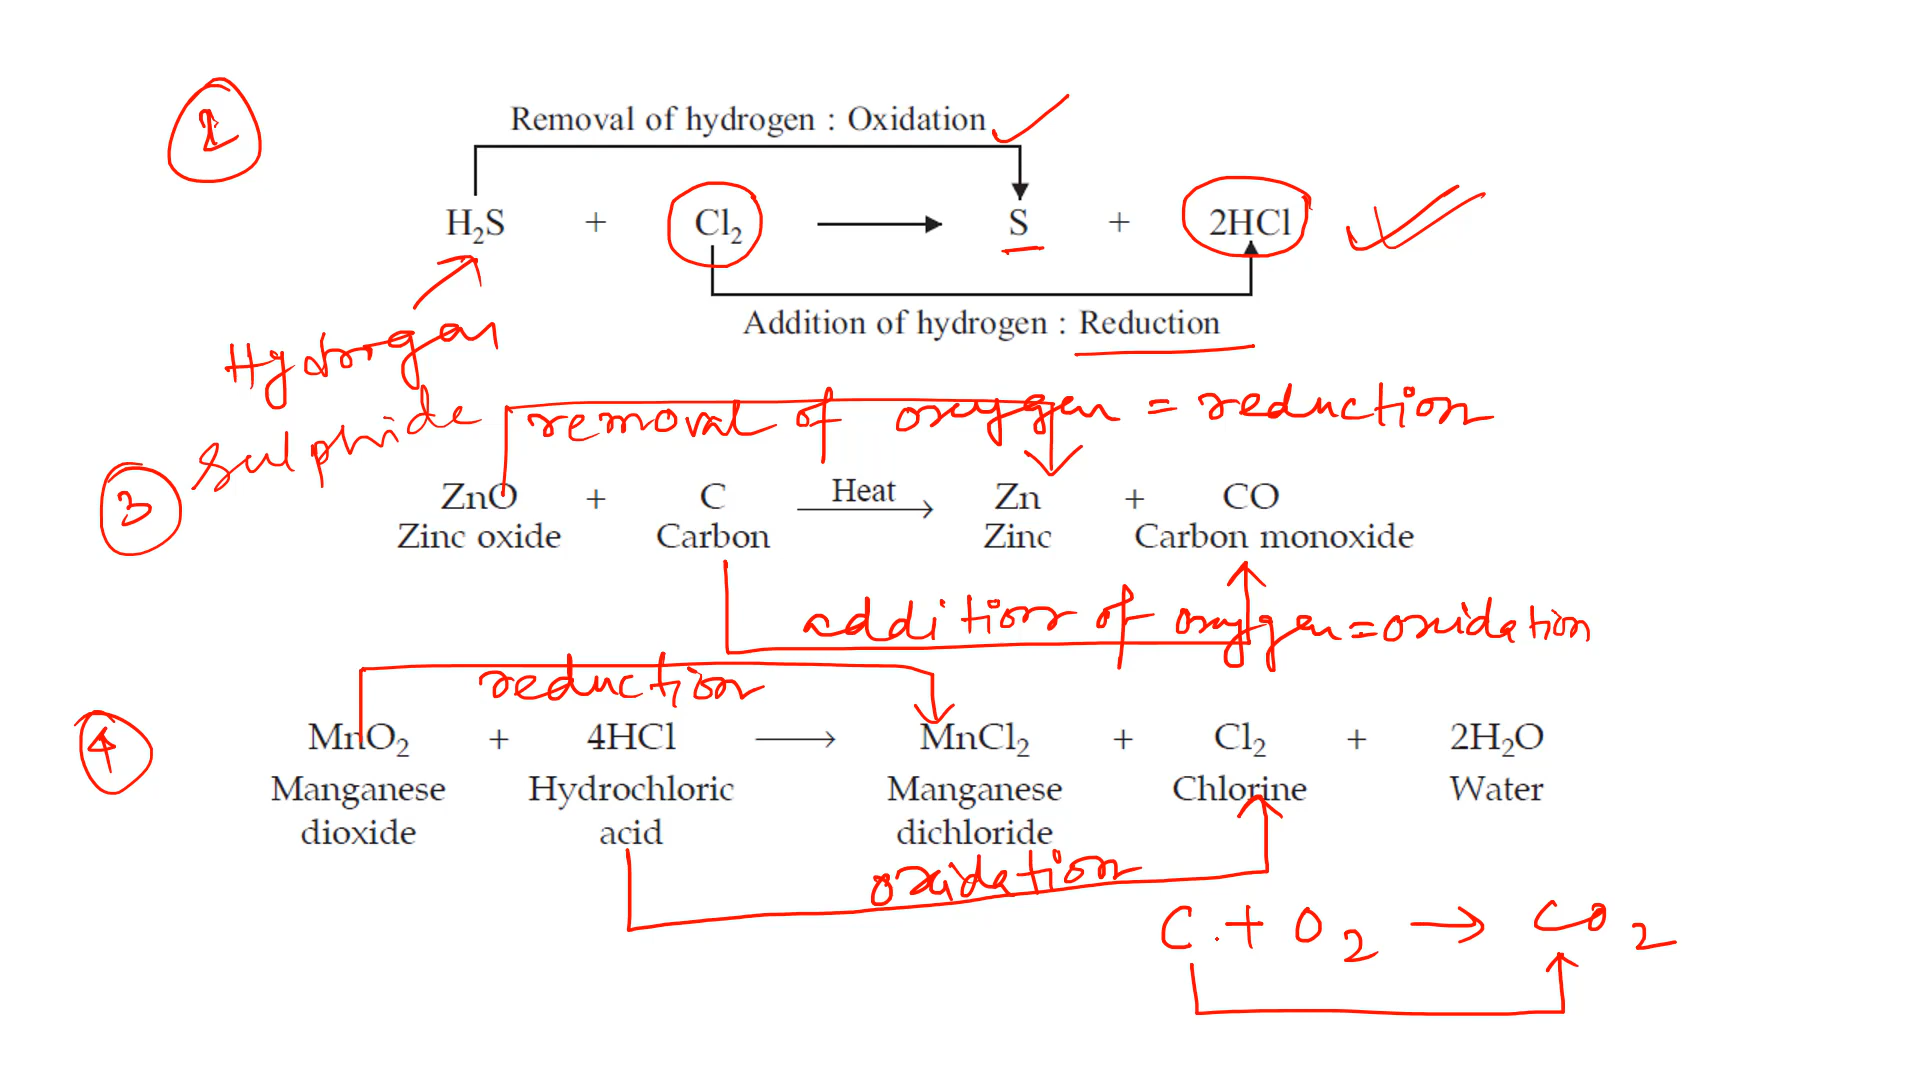 2
Removal of hydrogen : Oxidation
H₂S + Cl₂ ⟶ S + 2HCl
Addition of hydrogen : Reduction
Hydrogen
sulphide
removal of oxygen = reduction
3
Heat
ZnO + C ⟶ Zn + CO
Zinc oxide Carbon Zinc Carbon monoxide
addition of oxygen = oxidation
reduction
4
MnO₂ + 4HCl ⟶ MnCl₂ + Cl₂ + 2H₂O
Manganese Hydrochloric Manganese Chlorine Water
dioxide acid dichloride
oxidation
C + O₂ → CO₂